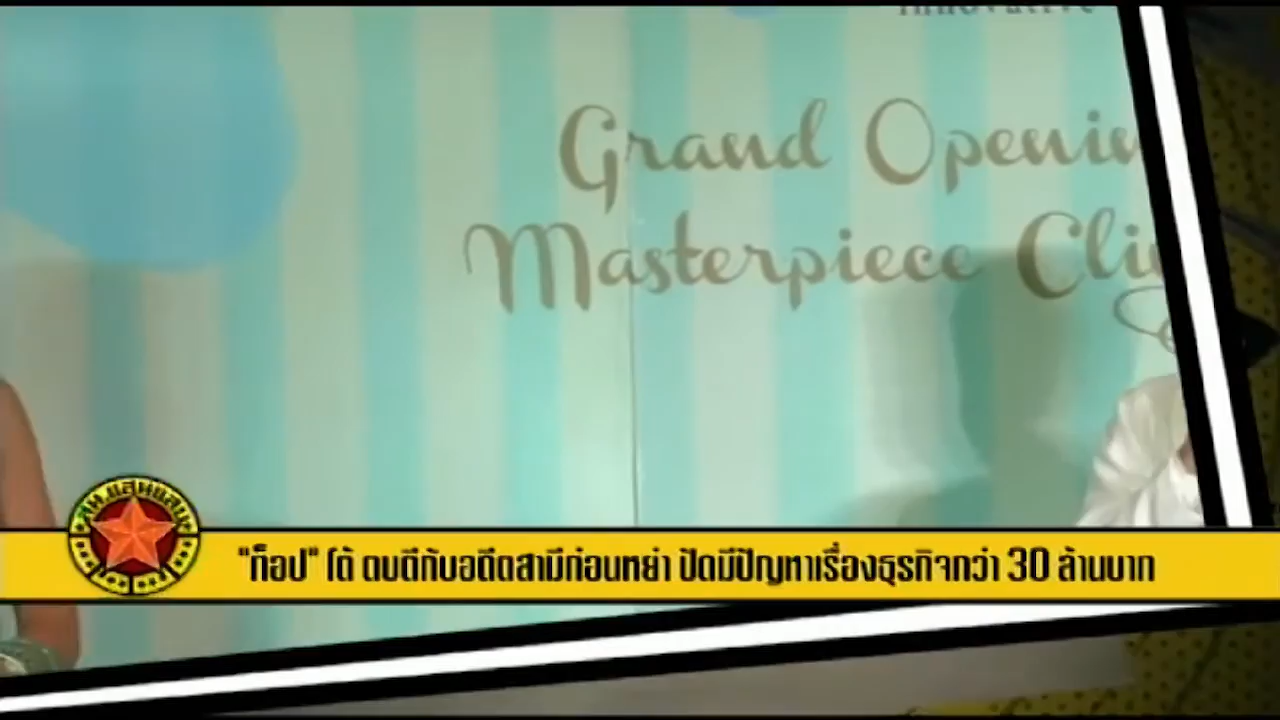 Innovative
Grand Openin
Masterpiece Cli
"ก็อป" โต้ ตบตีกับอดีตสามีก่อนหย่า ปัดมีปัญหาเรื่องธุรกิจกว่า 30 ล้านบาท